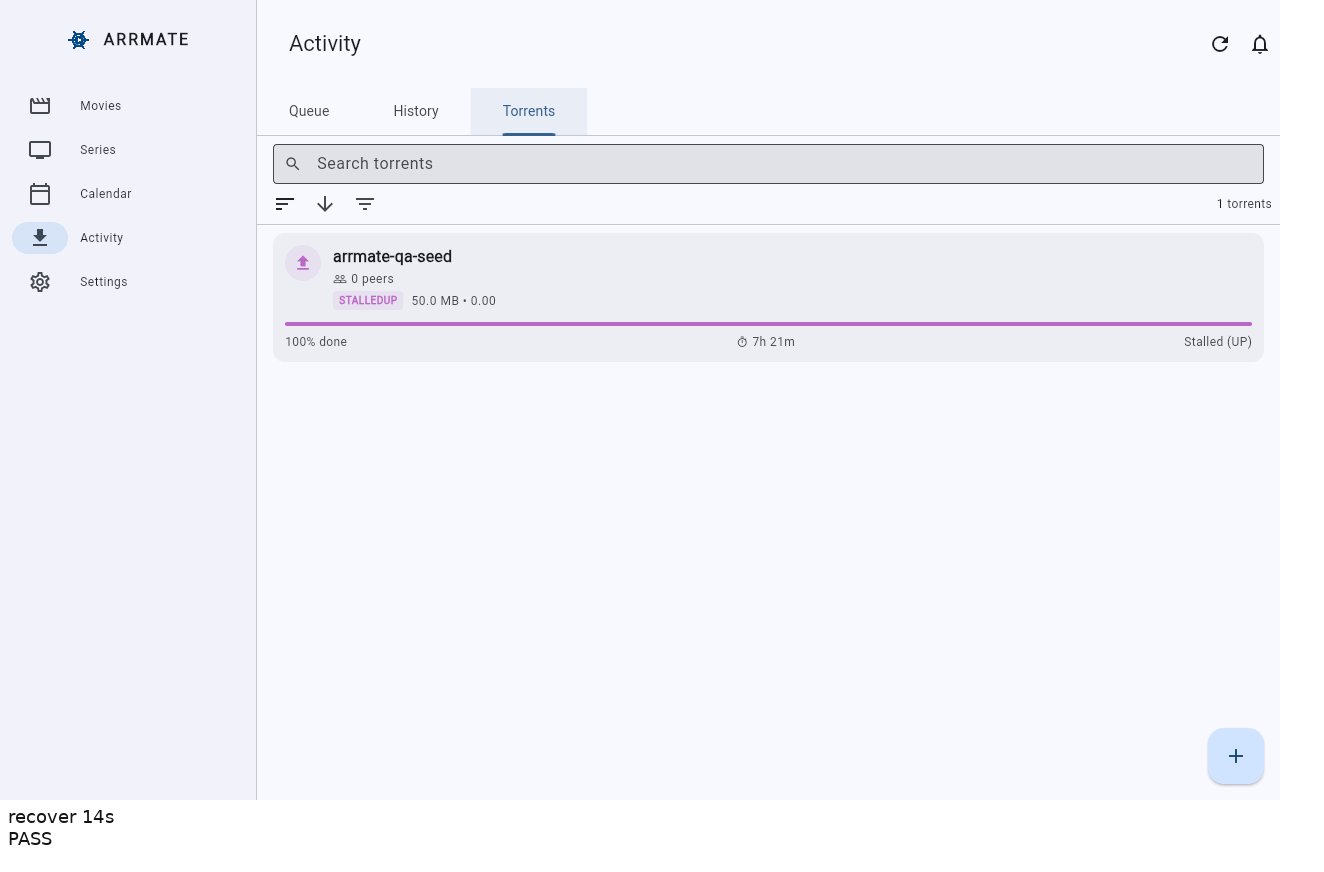 ARRMATE
Movies
Series
Calendar
Activity
Settings
Activity
Queue
History
Torrents
Search torrents
1 torrents
arrmate-qa-seed
0 peers
STALLEDUP 50.0 MB • 0.00
100% done
7h 21m
Stalled (UP)
recover 14s
PASS